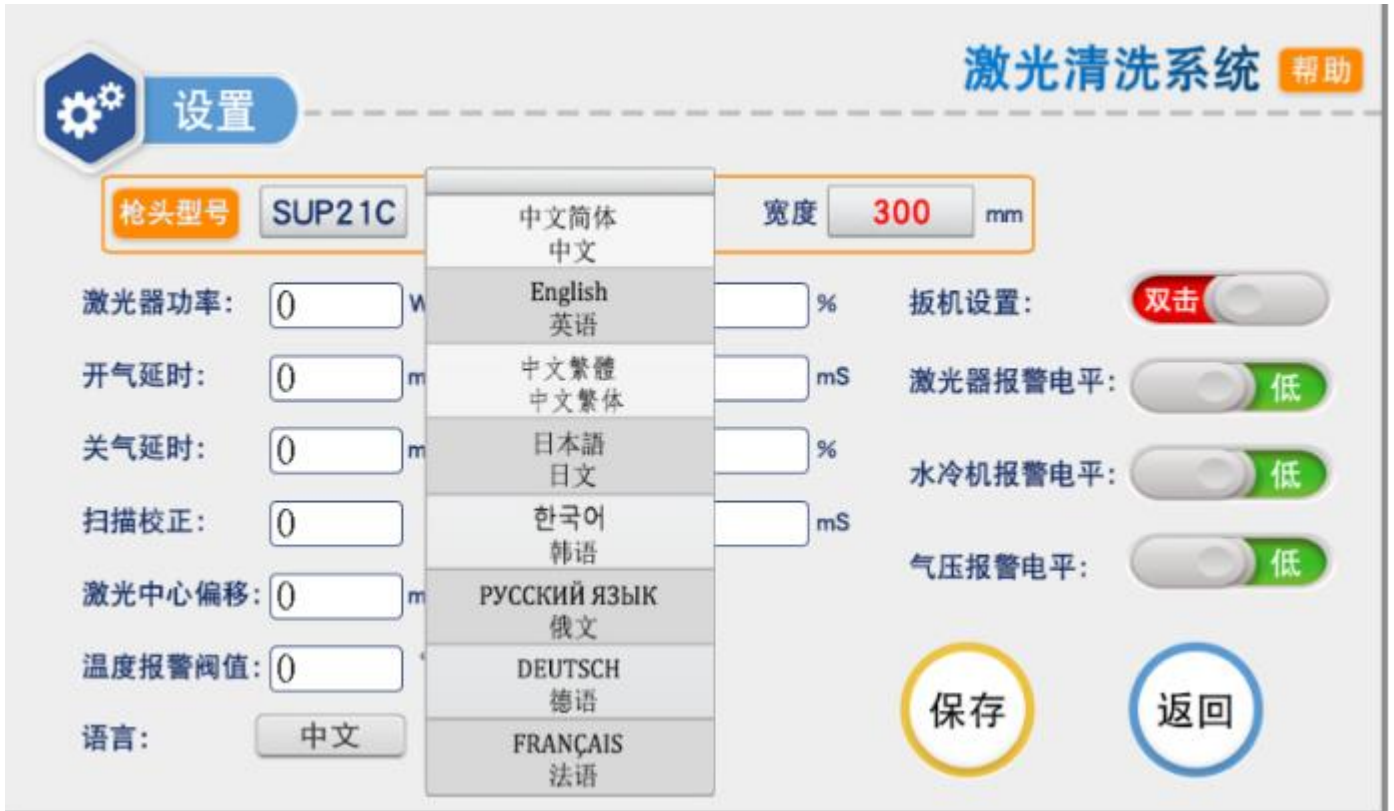 激光清洗系统 帮助
设置
枪头型号 SUP21C 宽度 300 mm
中文简体
中文
English
英语
中文繁體
中文繁体
日本語
日文
한국어
韩语
РУССКИЙ ЯЗЫК
俄文
DEUTSCH
德语
FRANÇAIS
法语
激光器功率: 0 W %
开气延时: 0 m mS
关气延时: 0 m %
扫描校正: 0 mS
激光中心偏移: 0 m
温度报警阀值: 0
语言: 中文
扳机设置: 双击
激光器报警电平: 低
水冷机报警电平: 低
气压报警电平: 低
保存 返回